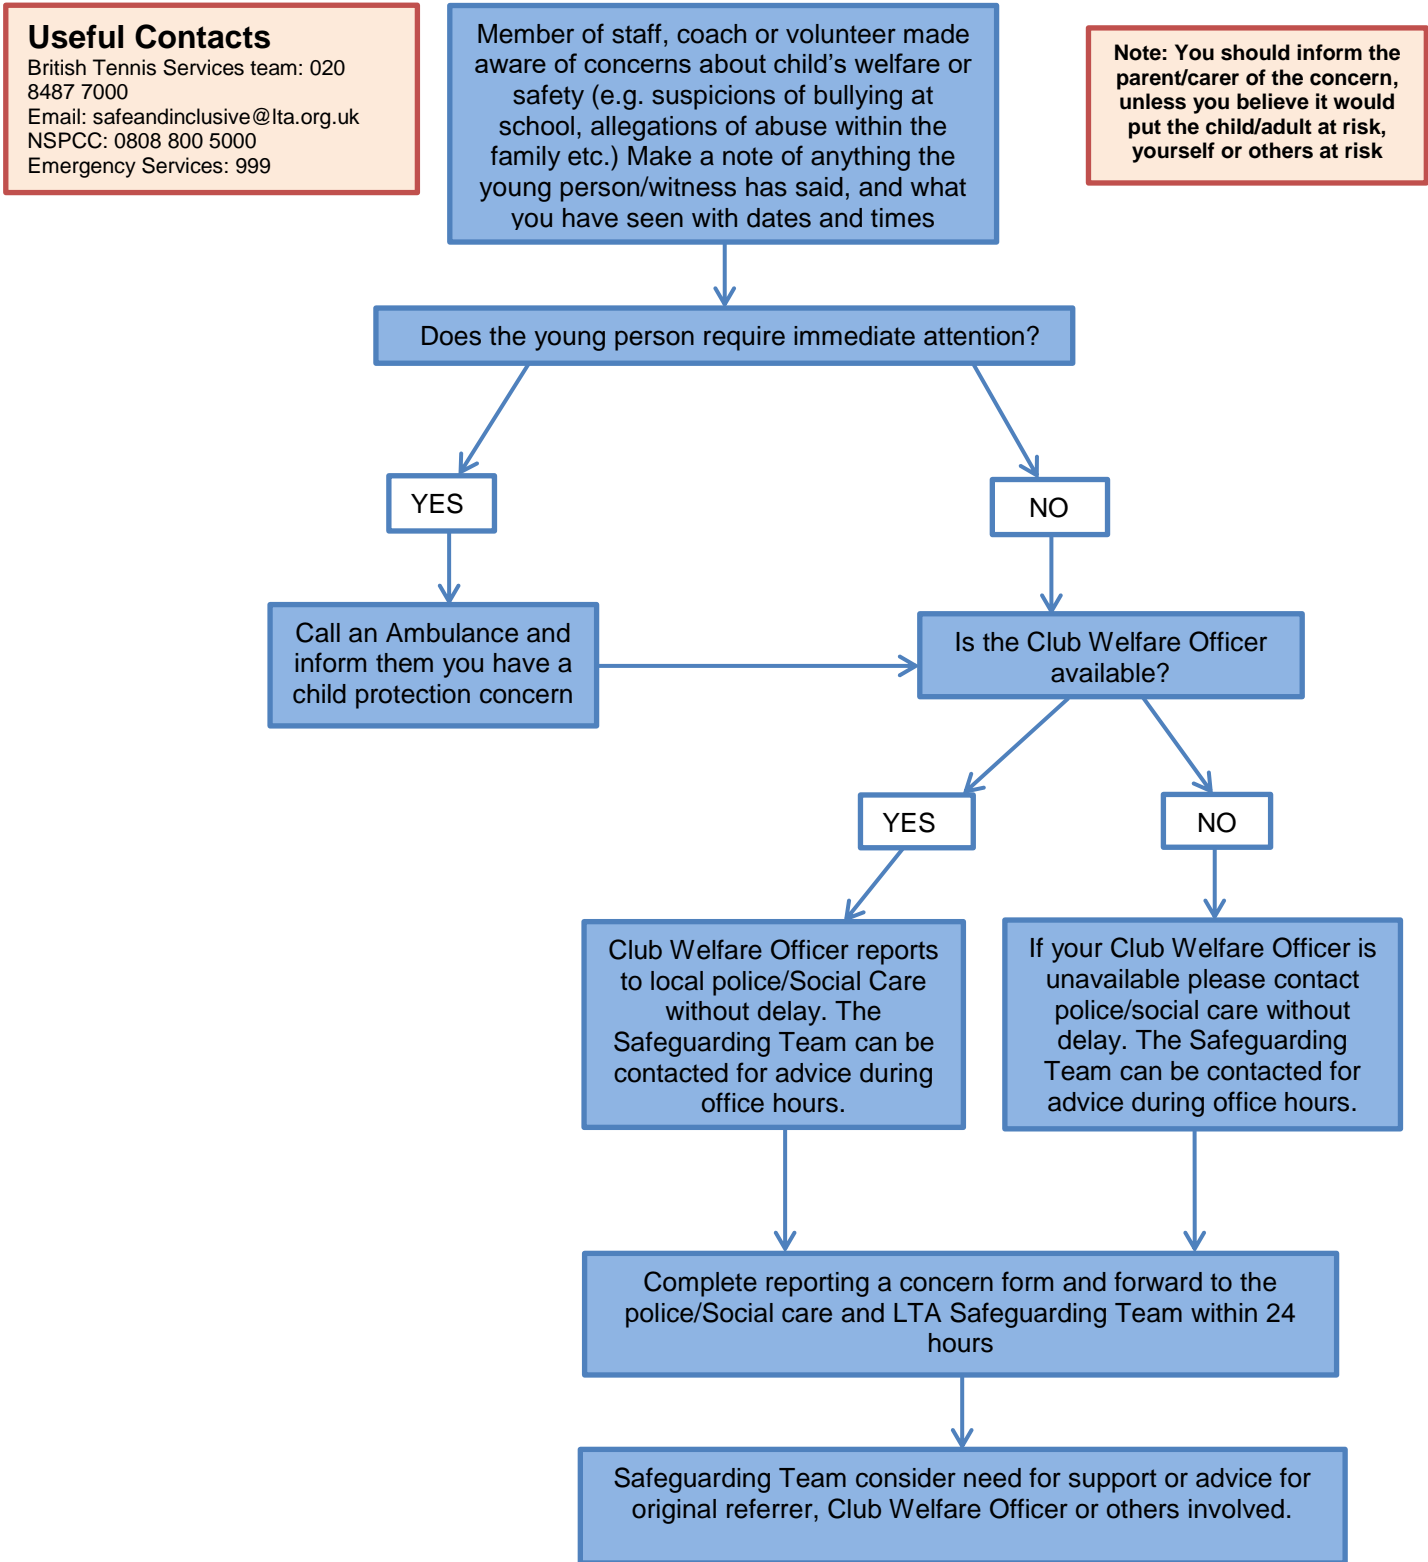 Useful Contacts
British Tennis Services team: 020
8487 7000
Email: safeandinclusive@lta.org.uk
NSPCC: 0808 800 5000
Emergency Services: 999
Member of staff, coach or volunteer made
aware of concerns about child’s welfare or
safety (e.g. suspicions of bullying at
school, allegations of abuse within the
family etc.) Make a note of anything the
young person/witness has said, and what
you have seen with dates and times
Note: You should inform the
parent/carer of the concern,
unless you believe it would
put the child/adult at risk,
yourself or others at risk
Does the young person require immediate attention?
YES
NO
Call an Ambulance and
inform them you have a
child protection concern
Is the Club Welfare Officer
available?
YES
NO
Club Welfare Officer reports
to local police/Social Care
without delay. The
Safeguarding Team can be
contacted for advice during
office hours.
If your Club Welfare Officer is
unavailable please contact
police/social care without
delay. The Safeguarding
Team can be contacted for
advice during office hours.
Complete reporting a concern form and forward to the
police/Social care and LTA Safeguarding Team within 24
hours
Safeguarding Team consider need for support or advice for
original referrer, Club Welfare Officer or others involved.